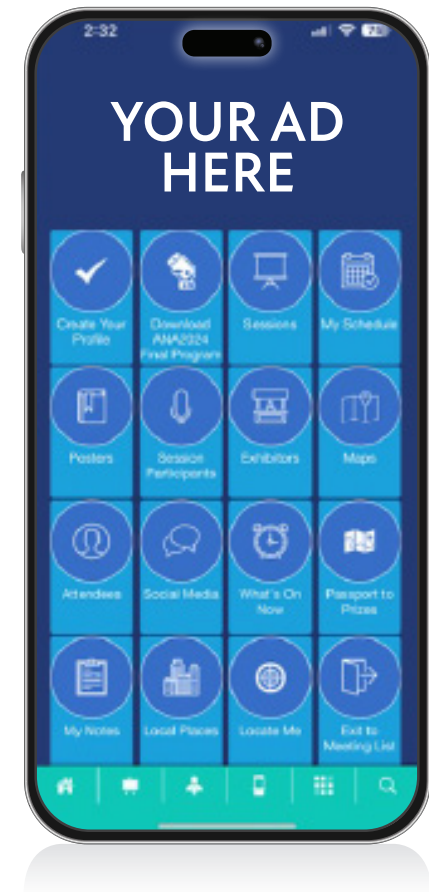 2:32
YOUR AD
HERE
Create Your
Profile
Download
ANA2024
Final Program
Sessions
My Schedule
Posters
Session
Participants
Exhibitors
Maps
Attendees
Social Media
What's On
Now
Passport to
Prizes
My Notes
Local Places
Locate Me
Exit to
Meeting List